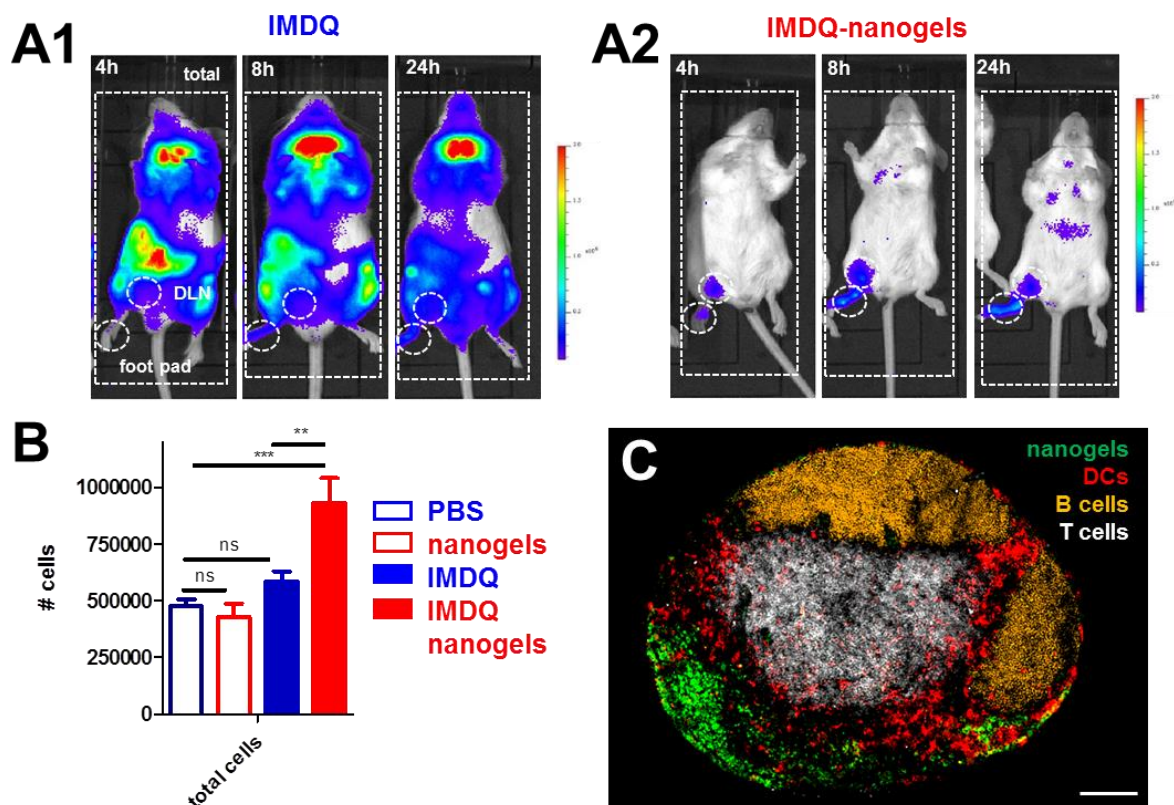 A1
IMDQ
4h
total
8h
24h
DLN
foot pad
A2
IMDQ-nanogels
4h
8h
24h
B
***
**
ns
ns
# cells
1000000
750000
500000
250000
0
total cells
PBS
nanogels
IMDQ
IMDQ
nanogels
C
nanogels
DCs
B cells
T cells